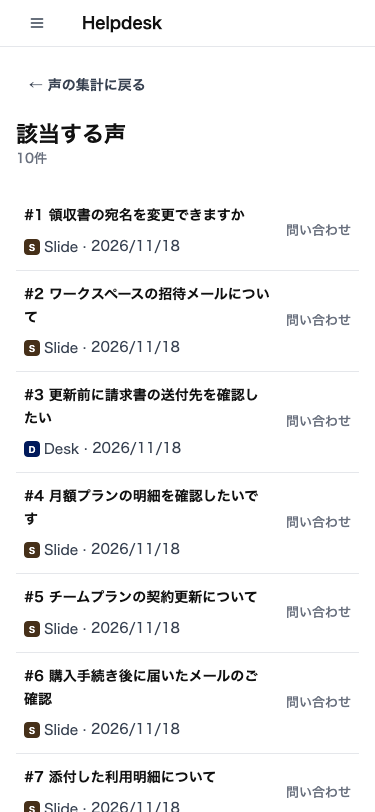 Helpdesk
← 声の集計に戻る
該当する声
10件
#1 領収書の宛名を変更できますか
S Slide · 2026/11/18
問い合わせ
#2 ワークスペースの招待メールについ
て
S Slide · 2026/11/18
問い合わせ
#3 更新前に請求書の送付先を確認し
たい
D Desk · 2026/11/18
問い合わせ
#4 月額プランの明細を確認したいで
す
S Slide · 2026/11/18
問い合わせ
#5 チームプランの契約更新について
S Slide · 2026/11/18
問い合わせ
#6 購入手続き後に届いたメールのご
確認
S Slide · 2026/11/18
問い合わせ
#7 添付した利用明細について
S Slide · 2026/11/18
問い合わせ